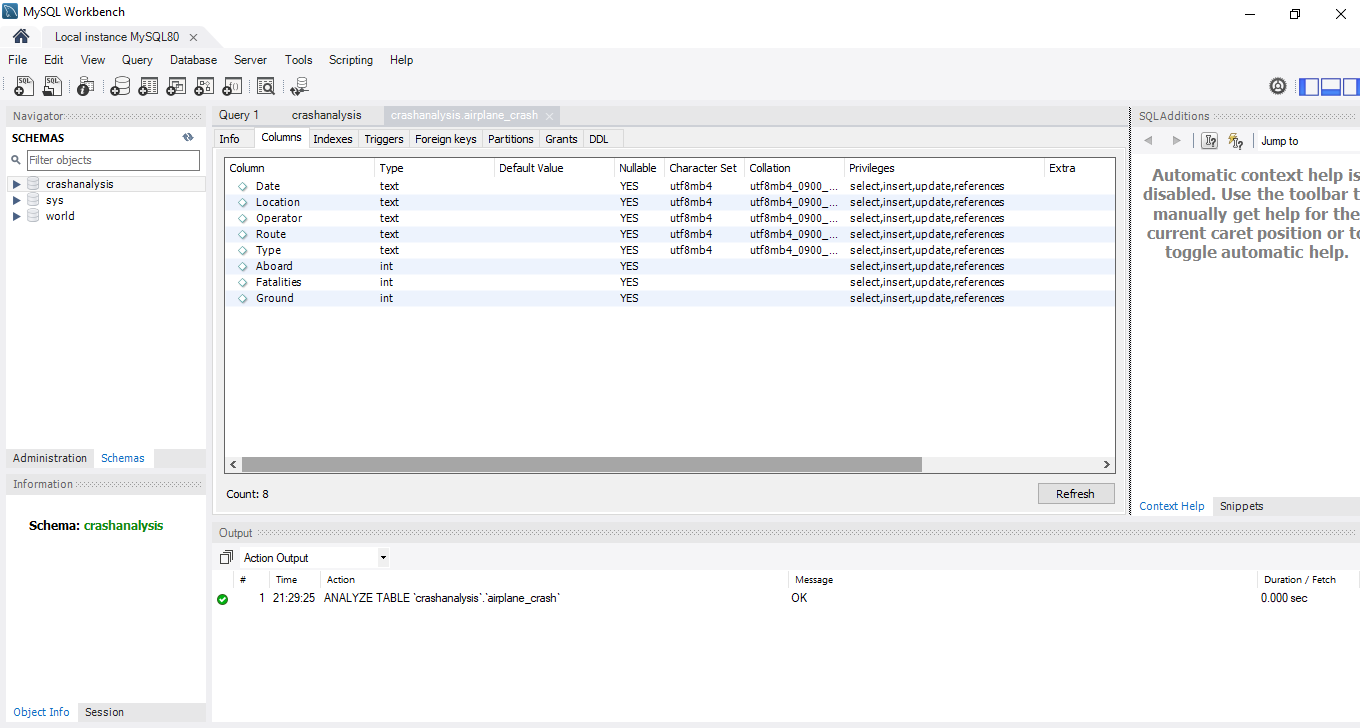 MySQL Workbench
Local instance MySQL80
File Edit View Query Database Server Tools Scripting Help
Navigator
SCHEMAS
Filter objects
crashanalysis
sys
world
Administration Schemas
Information
Schema: crashanalysis
Object Info Session
Query 1 crashanalysis crashanalysis.airplane_crash
Info Columns Indexes Triggers Foreign keys Partitions Grants DDL
Column Type Default Value Nullable Character Set Collation Privileges Extra
Date text YES utf8mb4 utf8mb4_0900_... select,insert,update,references
Location text YES utf8mb4 utf8mb4_0900_... select,insert,update,references
Operator text YES utf8mb4 utf8mb4_0900_... select,insert,update,references
Route text YES utf8mb4 utf8mb4_0900_... select,insert,update,references
Type text YES utf8mb4 utf8mb4_0900_... select,insert,update,references
Aboard int YES select,insert,update,references
Fatalities int YES select,insert,update,references
Ground int YES select,insert,update,references
Count: 8
Refresh
SQLAdditions
Jump to
Automatic context help is
disabled. Use the toolbar t
manually get help for the
current caret position or to
toggle automatic help.
Context Help Snippets
Output
Action Output
# Time Action Message Duration / Fetch
1 21:29:25 ANALYZE TABLE `crashanalysis`.`airplane_crash` OK 0.000 sec